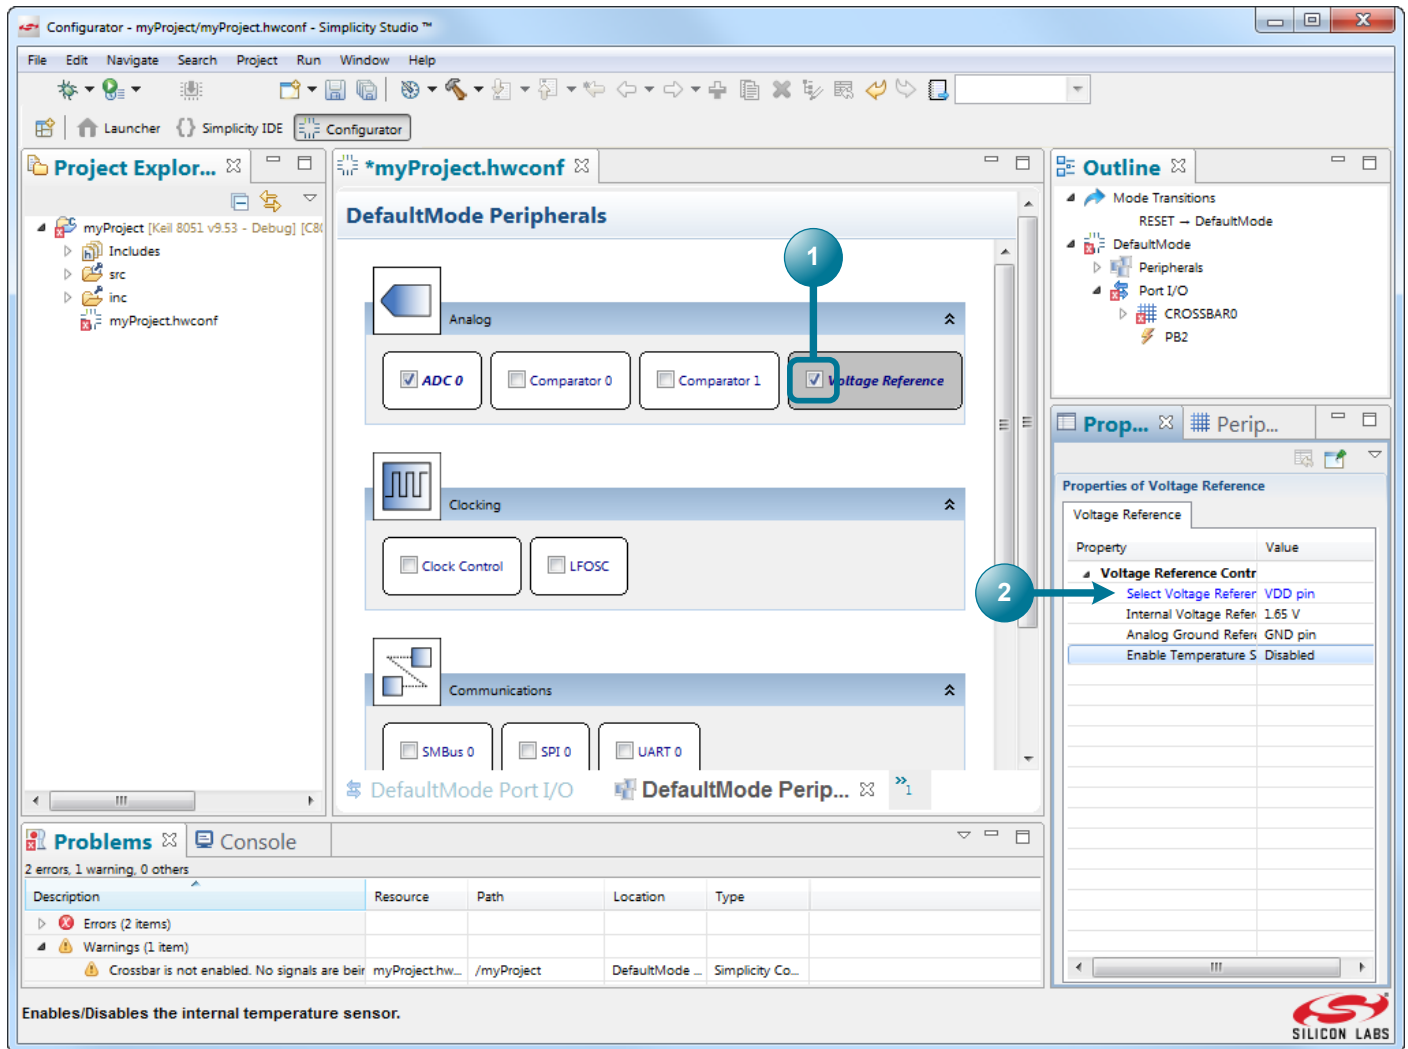 Configurator - myProject/myProject.hwconf - Simplicity Studio ™
File Edit Navigate Search Project Run Window Help
Launcher Simplicity IDE Configurator
Project Explor...
myProject [Keil 8051 v9.53 - Debug] [C8
Includes
src
inc
myProject.hwconf
*myProject.hwconf
DefaultMode Peripherals
1
Analog
ADC 0
Comparator 0
Comparator 1
Voltage Reference
Clocking
Clock Control
LFOSC
Communications
SMBus 0
SPI 0
UART 0
DefaultMode Port I/O
DefaultMode Perip...
»1
Outline
Mode Transitions
RESET → DefaultMode
DefaultMode
Peripherals
Port I/O
CROSSBAR0
PB2
Prop...
Perip...
Properties of Voltage Reference
Voltage Reference
Property Value
Voltage Reference Contr
2
Select Voltage Referer VDD pin
Internal Voltage Refer 1.65 V
Analog Ground Refere GND pin
Enable Temperature S Disabled
Problems
Console
2 errors, 1 warning, 0 others
Description Resource Path Location Type
Errors (2 items)
Warnings (1 item)
Crossbar is not enabled. No signals are beir myProject.hw... /myProject DefaultMode ... Simplicity Co...
Enables/Disables the internal temperature sensor.
SILICON LABS